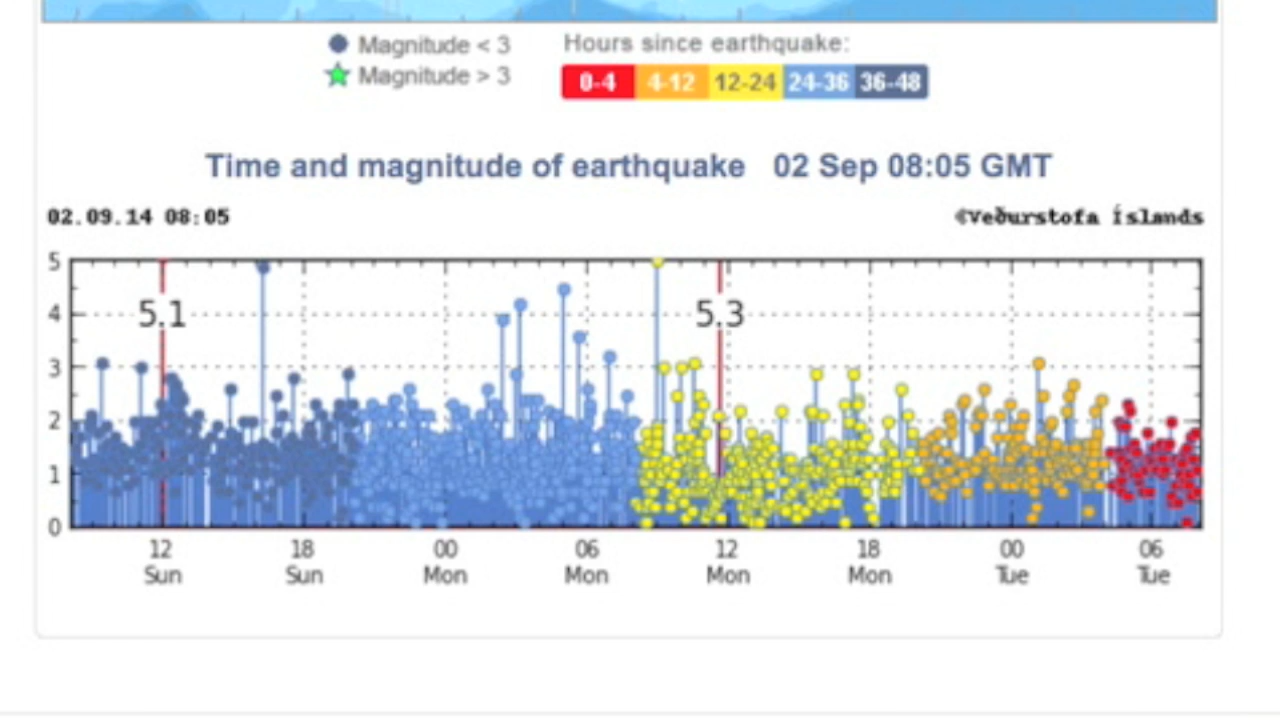 Magnitude < 3
Magnitude > 3
Hours since earthquake:
0-4 4-12 12-24 24-36 36-48
Time and magnitude of earthquake 02 Sep 08:05 GMT
02.09.14 08:05
©Veðurstofa Íslands
5
4
3
2
1
0
5.1
5.3
12 18 00 06 12 18 00 06
Sun Sun Mon Mon Mon Mon Tue Tue